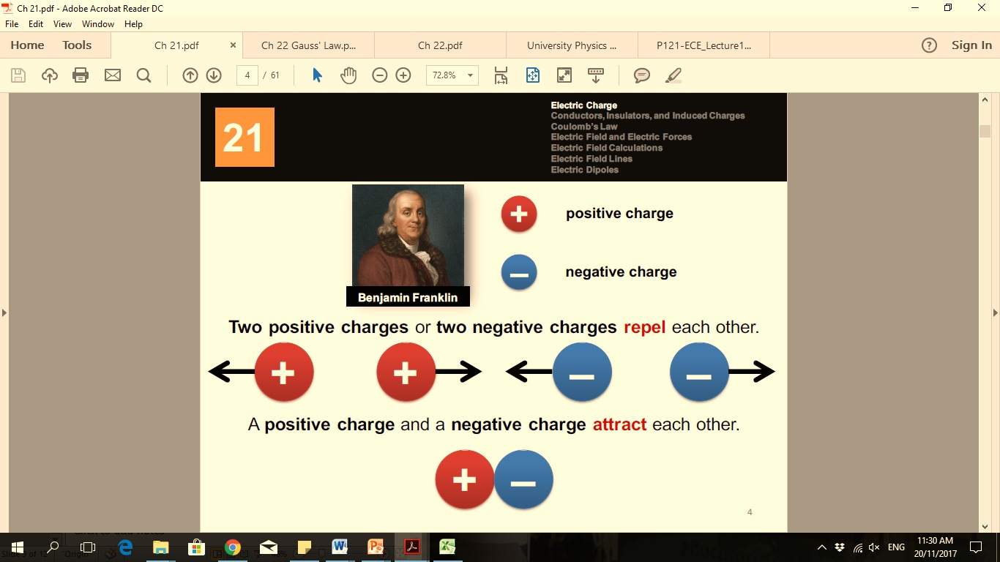 Ch 21.pdf - Adobe Acrobat Reader DC
File Edit View Window Help
Home Tools Ch 21.pdf × Ch 22 Gauss' Law.p... Ch 22.pdf University Physics ... P121-ECE_Lecture1... Sign In
4 / 61 72.8%
21
Electric Charge
Conductors, Insulators, and Induced Charges
Coulomb's Law
Electric Field and Electric Forces
Electric Field Calculations
Electric Field Lines
Electric Dipoles
+ positive charge
– negative charge
Benjamin Franklin
Two positive charges or two negative charges repel each other.
+ + – –
A positive charge and a negative charge attract each other.
+ –
4
ENG
11:30 AM
20/11/2017